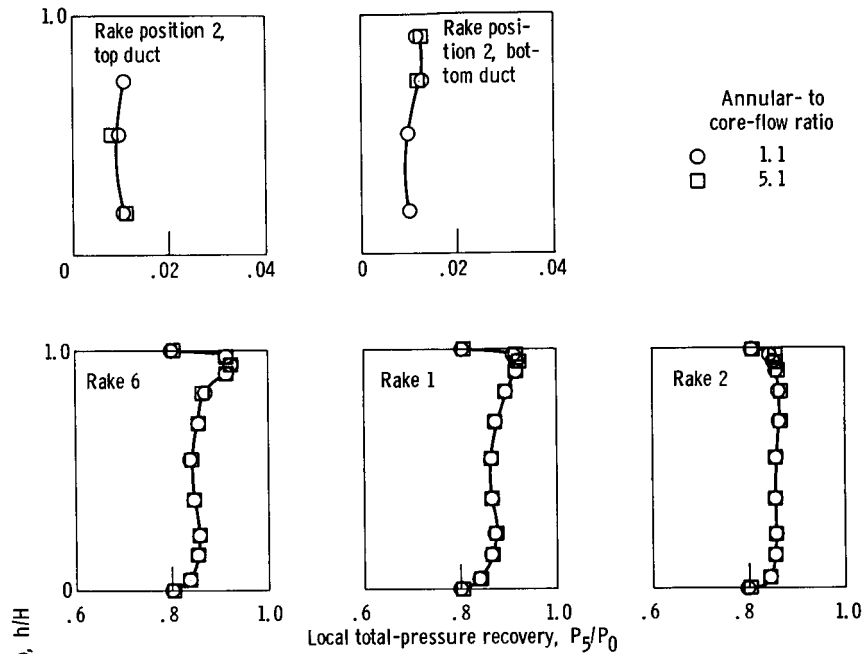 1.0
Rake position 2,
top duct
Rake posi-
tion 2, bot-
tom duct
Annular- to
core-flow ratio
1.1
5.1
0 .02 .04
0 .02 .04
1.0
0
Rake 6
Rake 1
Rake 2
.6 .8 1.0
.6 .8 1.0
.6 .8 1.0
Local total-pressure recovery, P5/P0
h/H